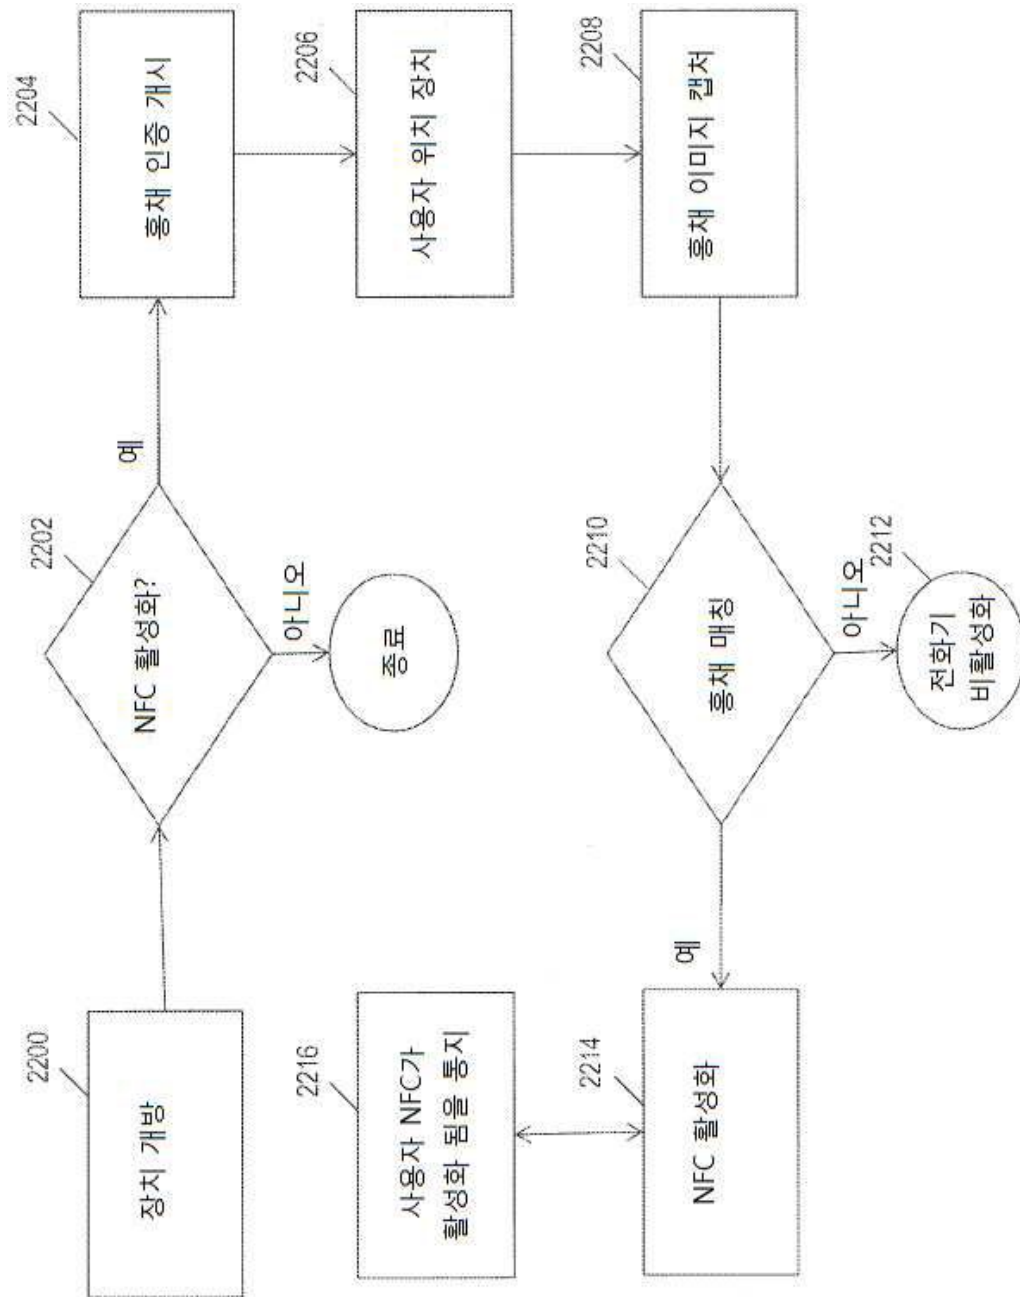 2200
장치 개방
2202
NFC 활성화?
예
아니오
종료
2204
홍채 인증 개시
2206
사용자 위치 장치
2208
홍채 이미지 캡처
2210
홍채 매칭
아니오
2212
전화기
비활성화
예
2214
NFC 활성화
2216
사용자 NFC가
활성화 됨을 통지